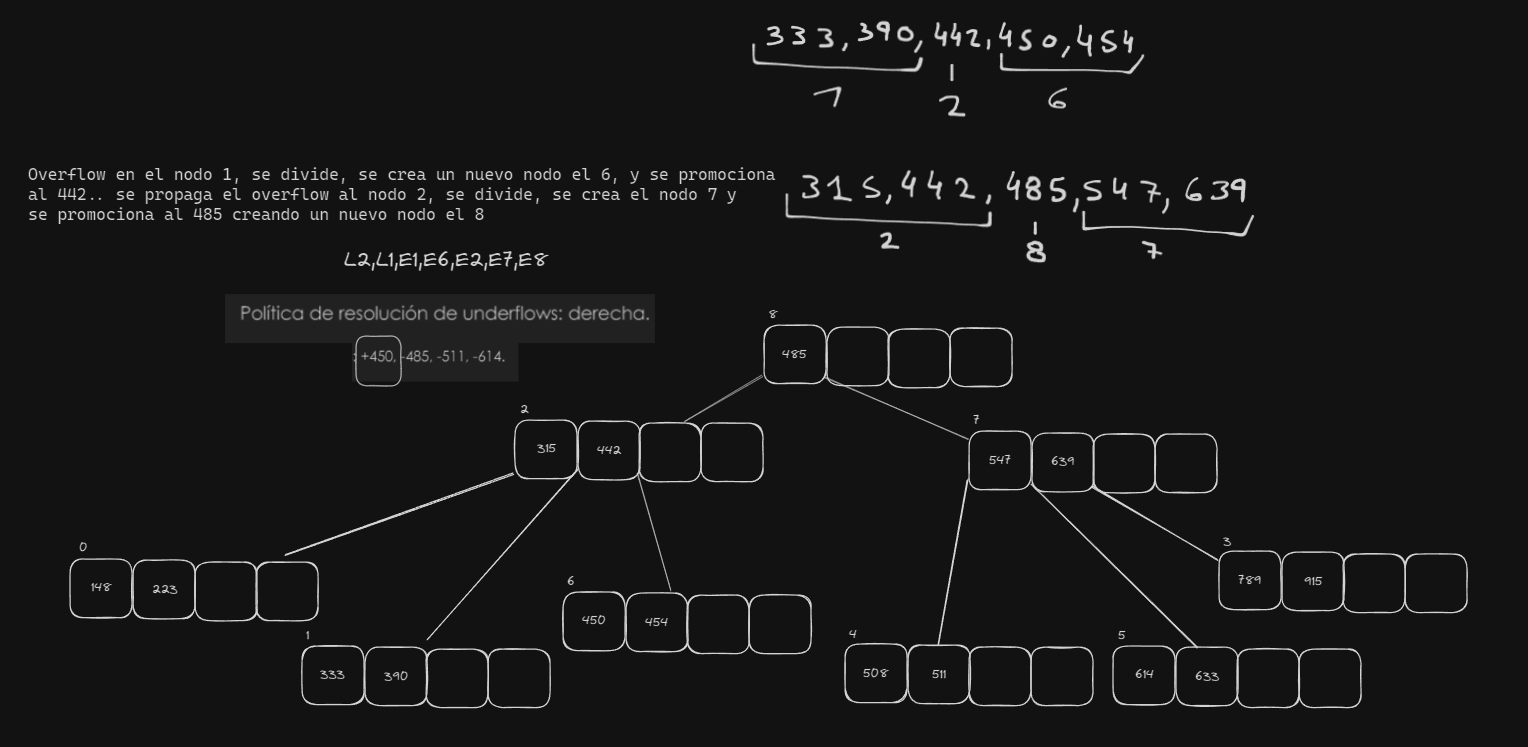 333,390,442,450,454
1 2 6
Overflow en el nodo 1, se divide, se crea un nuevo nodo el 6, y se promociona
al 442.. se propaga el overflow al nodo 2, se divide, se crea el nodo 7 y
se promociona al 485 creando un nuevo nodo el 8
315,442,485,547,639
2 8 7
L2,L1,E1,E6,E2,E7,E8
Política de resolución de underflows: derecha.
: +450, -485, -511, -614.
8
485
2
315 442
7
547 639
0
148 223
1
333 390
6
450 454
4
508 511
5
614 633
3
789 915